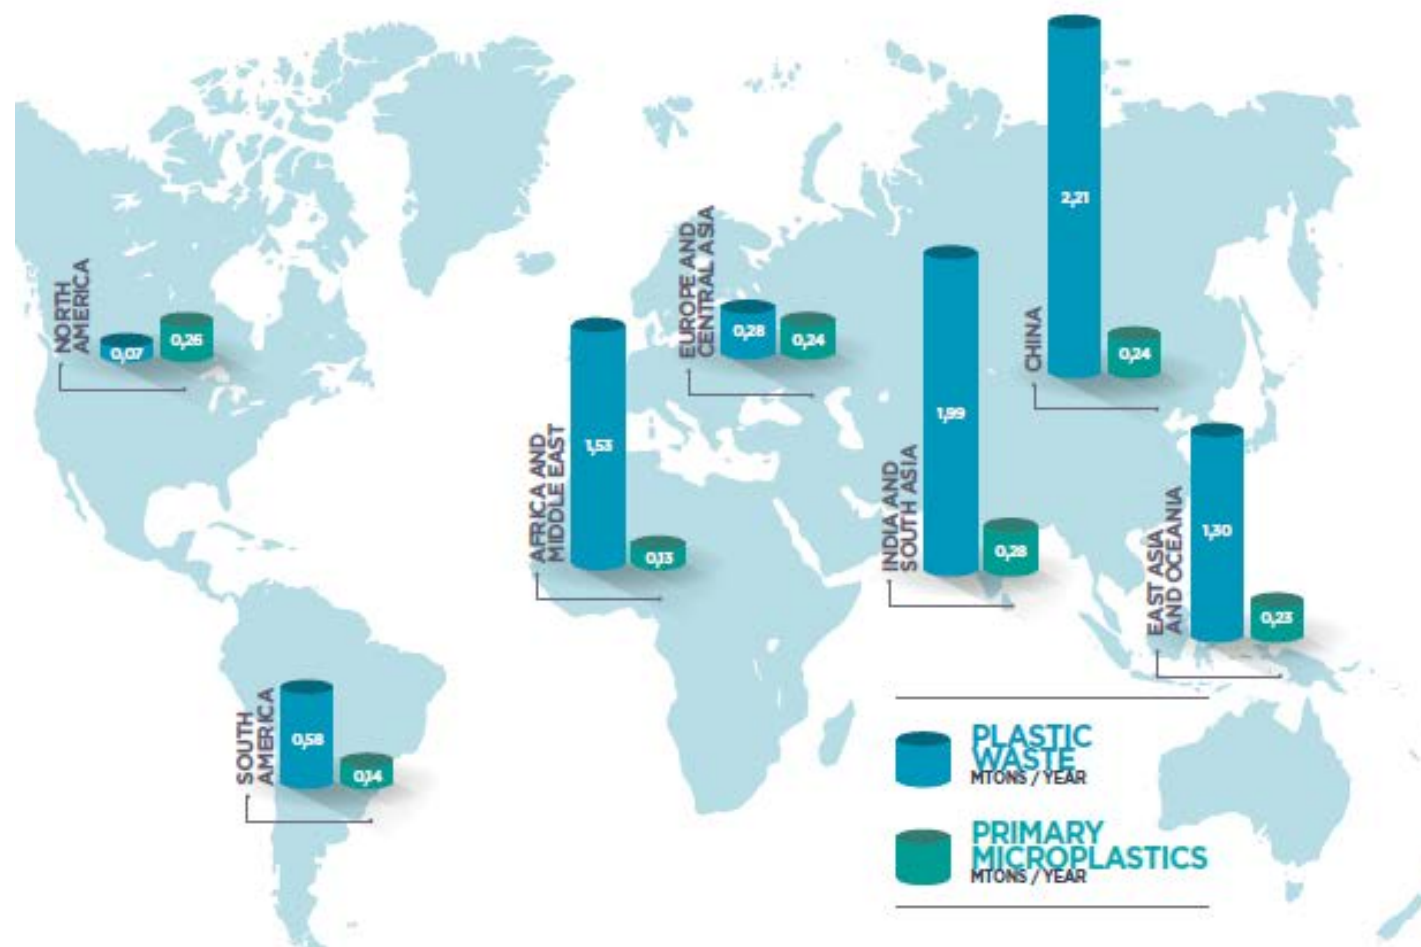 NORTH
AMERICA
0,07
0,26
SOUTH
AMERICA
0,58
0,14
AFRICA AND
MIDDLE EAST
1,53
0,13
EUROPE AND
CENTRAL ASIA
0,28
0,24
INDIA AND
SOUTH ASIA
1,99
0,28
CHINA
2,21
0,24
EAST ASIA
AND OCEANIA
1,30
0,23
PLASTIC
WASTE
MTONS / YEAR
PRIMARY
MICROPLASTICS
MTONS / YEAR